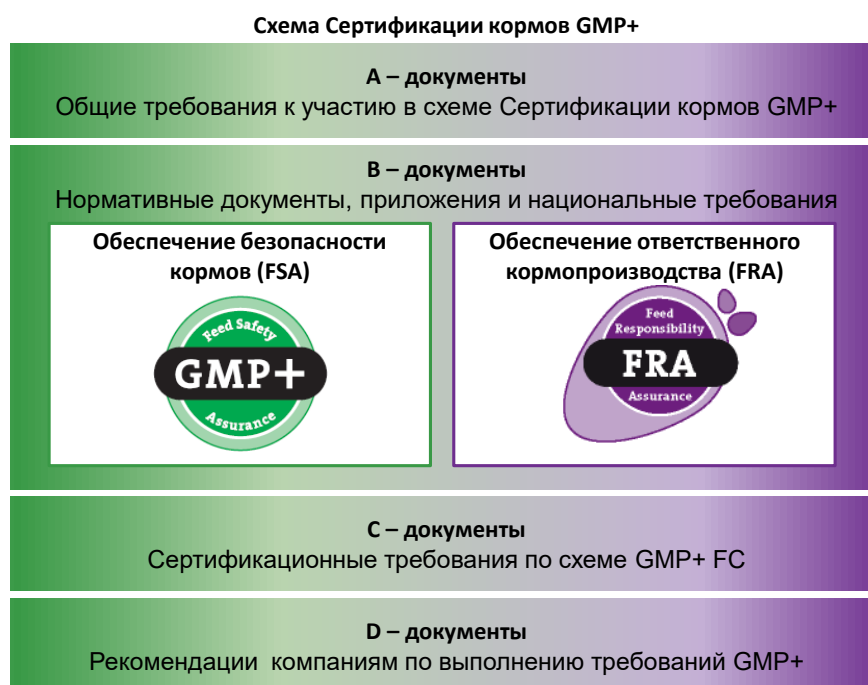 Схема Сертификации кормов GMP+
A – документы
Общие требования к участию в схеме Сертификации кормов GMP+
B – документы
Нормативные документы, приложения и национальные требования
Обеспечение безопасности
кормов (FSA)
Feed Safety
GMP+
Assurance
Обеспечение ответственного
кормопроизводства (FRA)
Feed
Responsibility
FRA
Assurance
C – документы
Сертификационные требования по схеме GMP+ FC
D – документы
Рекомендации компаниям по выполнению требований GMP+